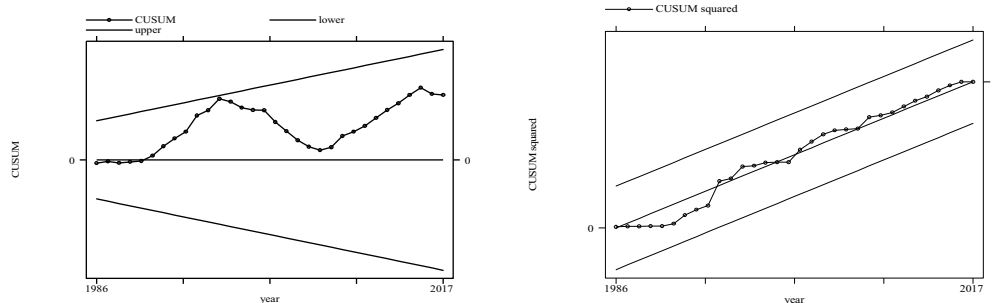 CUSUM lower
upper
CUSUM
0
0
1986 2017
year
CUSUM squared
CUSUM squared
0
1986 2017
year